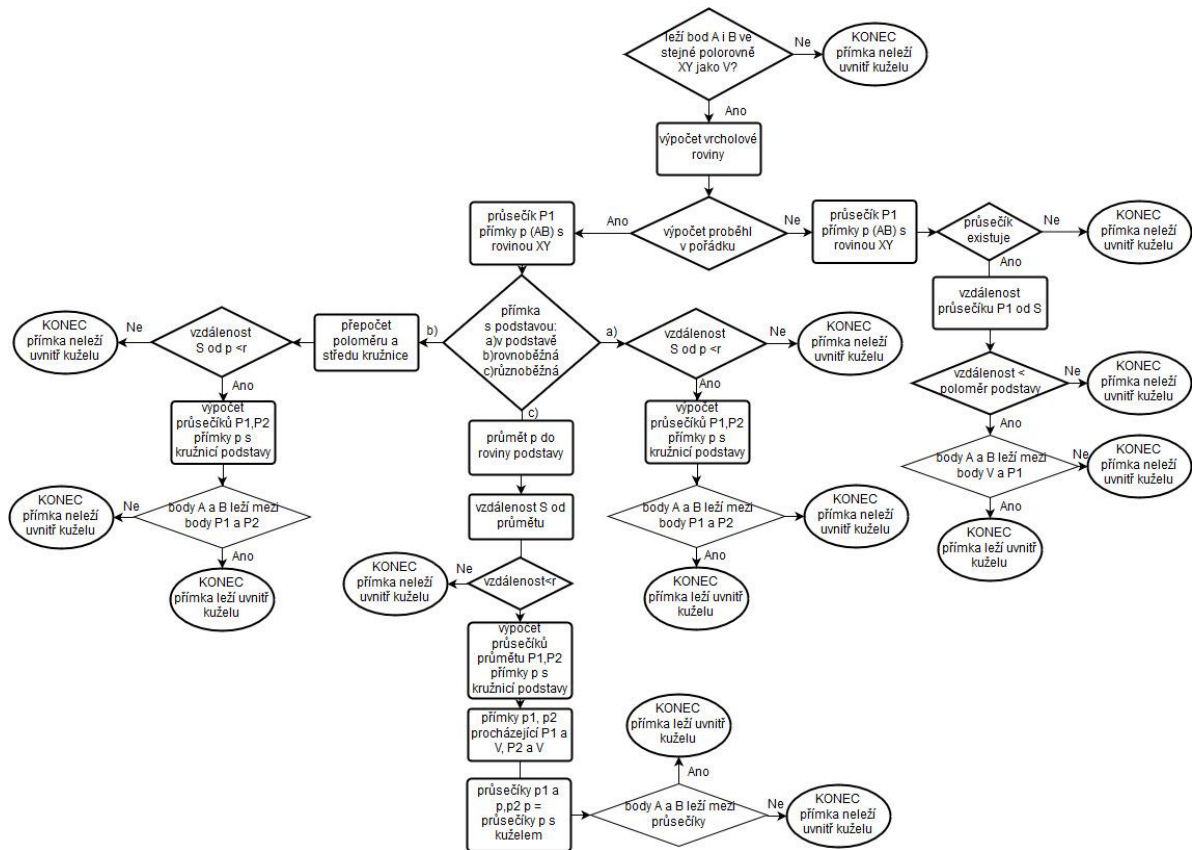 leží bod A i B ve
stejné polorovně
XY jako V?
Ne
KONEC
přímka neleží
uvnitř kuželu
Ano
výpočet vrcholové
roviny
výpočet proběhl
v pořádku
Ano
průsečík P1
přímky p (AB) s
rovinou XY
Ne
průsečík P1
přímky p (AB) s
rovinou XY
průsečík
existuje
Ne
KONEC
přímka neleží
uvnitř kuželu
Ano
vzdálenost
průsečíku P1 od S
vzdálenost <
poloměr podstavy
Ne
KONEC
přímka neleží
uvnitř kuželu
Ano
body A a B leží mezi
body V a P1
Ne
KONEC
přímka neleží
uvnitř kuželu
Ano
KONEC
přímka leží uvnitř
kuželu
přímka
s podstavou:
a)v podstavě
b)rovnoběžná
c)různoběžná
b)
přepočet
poloměru a
středu kružnice
vzdálenost
S od p <r
Ne
KONEC
přímka neleží
uvnitř kuželu
Ano
výpočet
průsečíků P1,P2
přímky p s
kružnicí podstavy
body A a B leží mezi
body P1 a P2
Ne
KONEC
přímka neleží
uvnitř kuželu
Ano
KONEC
přímka leží uvnitř
kuželu
a)
vzdálenost
S od p <r
Ne
KONEC
přímka neleží
uvnitř kuželu
Ano
výpočet
průsečíků P1,P2
přímky p s
kružnicí podstavy
body A a B leží mezi
body P1 a P2
Ne
KONEC
přímka neleží
uvnitř kuželu
Ano
KONEC
přímka leží uvnitř
kuželu
c)
průmět p do
roviny podstavy
vzdálenost S od
průmětu
vzdálenost<r
Ne
KONEC
přímka neleží
uvnitř kuželu
Ano
výpočet
průsečíků
průmětu P1,P2
přímky p s
kružnicí podstavy
přímky p1, p2
procházející P1 a
V, P2 a V
průsečíky p1 a
p,p2 p =
průsečíky p s
kuželem
body A a B leží mezi
průsečíky
Ano
KONEC
přímka leží uvnitř
kuželu
Ne
KONEC
přímka neleží
uvnitř kuželu